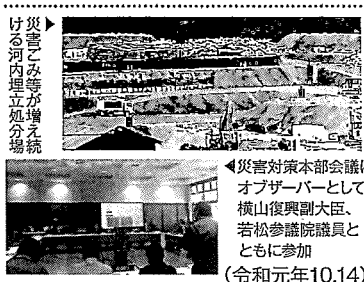 ▶災害ごみ等が増え続
ける河内埋立処分場
◀災害対策本部会議に
オブザーバーとして
横山復興副大臣、
若松参議院議員と
ともに参加
(令和元年10.14)